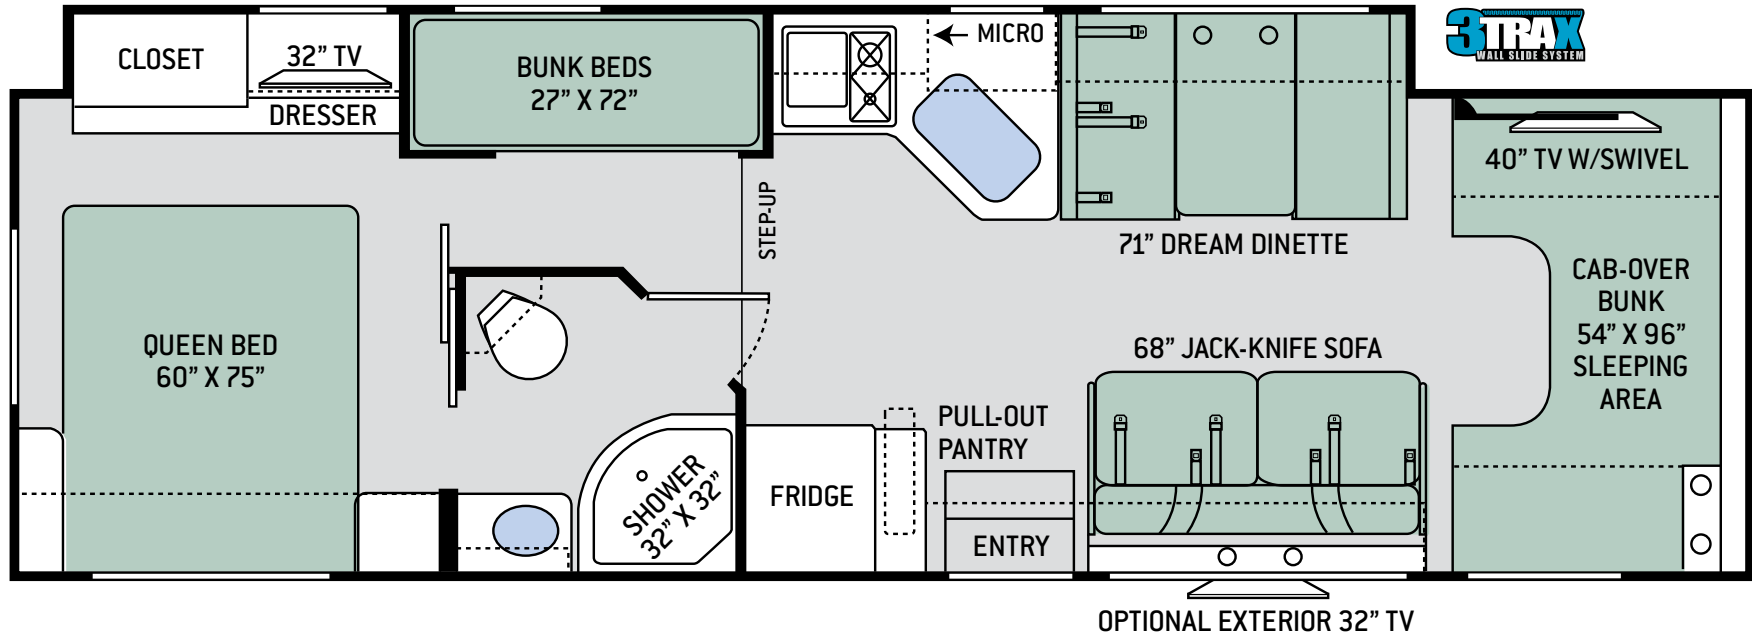 CLOSET
32” TV
DRESSER
BUNK BEDS
27” X 72”
MICRO
3TRAX
WALL SLIDE SYSTEM
40” TV W/SWIVEL
STEP-UP
71” DREAM DINETTE
CAB-OVER
BUNK
54” X 96”
SLEEPING
AREA
QUEEN BED
60” X 75”
68” JACK-KNIFE SOFA
PULL-OUT
PANTRY
SHOWER
32” X 32”
FRIDGE
ENTRY
OPTIONAL EXTERIOR 32” TV